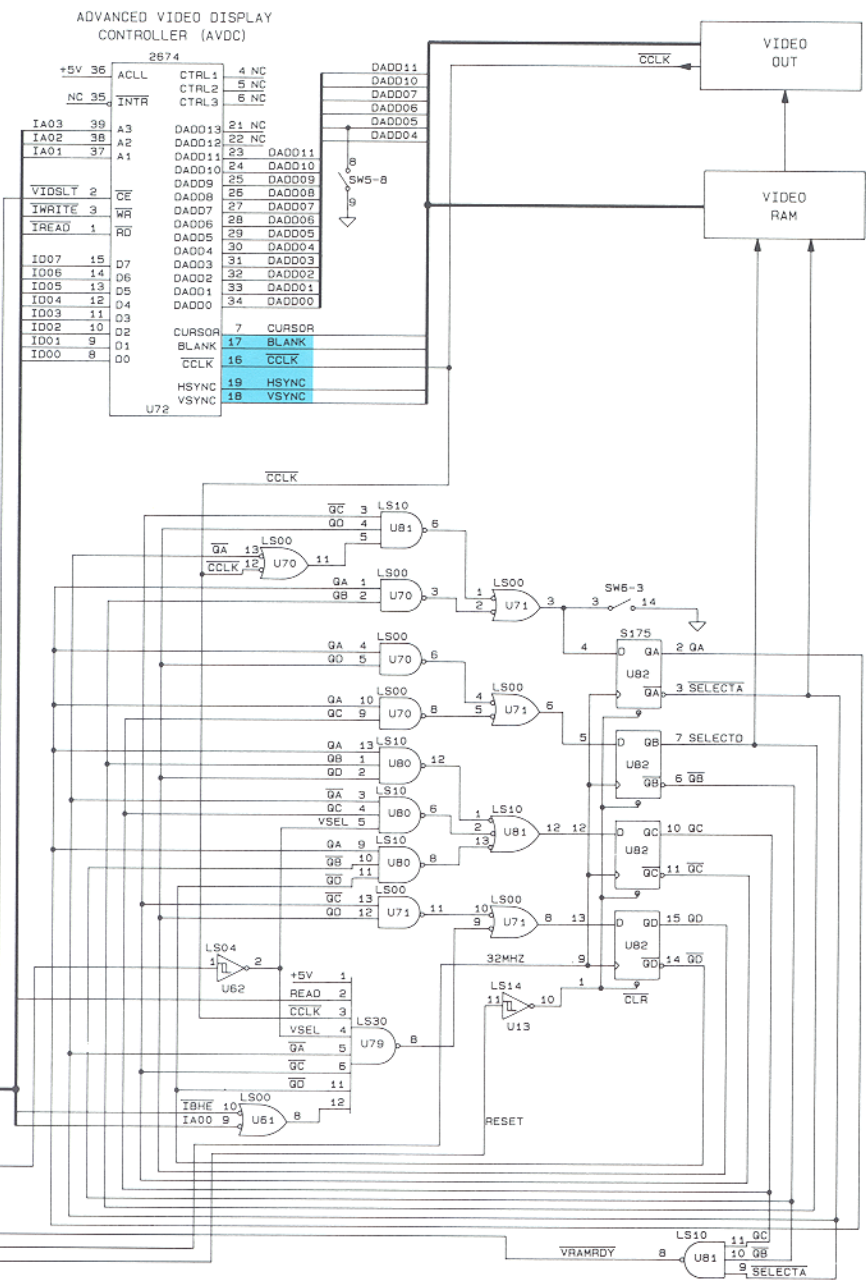 ADVANCED VIDEO DISPLAY
CONTROLLER (AVDC)
2674
+5V 36 ACLL
NC 35 INTR
IA03 39 A3
IA02 38 A2
IA01 37 A1
VIDSLT 2 CE
IWRITE 3 WR
IREAD 1 RD
ID07 15 D7
ID06 14 D6
ID05 13 D5
ID04 12 D4
ID03 11 D3
ID02 10 D2
ID01 9 D1
ID00 8 D0
CTRL1 4 NC
CTRL2 5 NC
CTRL3 6 NC
DADD13 21 NC
DADD12 22 NC
DADD11 23 DADD11
DADD10 24 DADD10
DADD9 25 DADD09
DADD8 26 DADD08
DADD7 27 DADD07
DADD6 28 DADD06
DADD5 29 DADD05
DADD4 30 DADD04
DADD3 31 DADD03
DADD2 32 DADD02
DADD1 33 DADD01
DADD0 34 DADD00
CURSOR 7 CURSOR
BLANK 17 BLANK
CCLK 16 CCLK
HSYNC 19 HSYNC
VSYNC 18 VSYNC
U72
DADD11
DADD10
DADD07
DADD06
DADD05
DADD04
8
SW5-8
9
CCLK
VIDEO
OUT
VIDEO
RAM
CCLK
LS10
QC 3
QD 4
5
U81 6
LS00
QA 13
CCLK 12
U70 11
LS00
QA 1
QB 2
U70 3
LS00
1
2
U71 3
SW6-3
3 14
LS00
QA 4
QD 5
U70 6
LS00
QA 10
QC 9
U70 8
LS00
4
5
U71 6
LS10
QA 13
QB 1
QD 2
U80 12
LS10
QA 3
QC 4
VSEL 5
U80 6
LS10
QA 9
QB 10
QD 11
U80 8
LS10
1
2
13
U81 12
LS00
QC 13
QD 12
U71 11
LS00
10
9
U71 8
S175
4 D QA 2 QA
U82
QA 3 SELECTA
5 D QB 7 SELECTD
U82
QB 6 QB
12 D QC 10 QC
U82
QC 11 QC
13 D QD 15 QD
U82
QD 14 QD
32MHZ 9
1
CLR
LS04
1 2
U62
LS14
11 10
U13
+5V 1
READ 2
CCLK 3
VSEL 4
QA 5
QC 6
QD 11
12
LS30
U79 8
LS00
IBHE 10
IA00 9
U61 8
RESET
LS10
VRAMRDY 8 U81
11 QC
10 QB
9 SELECTA